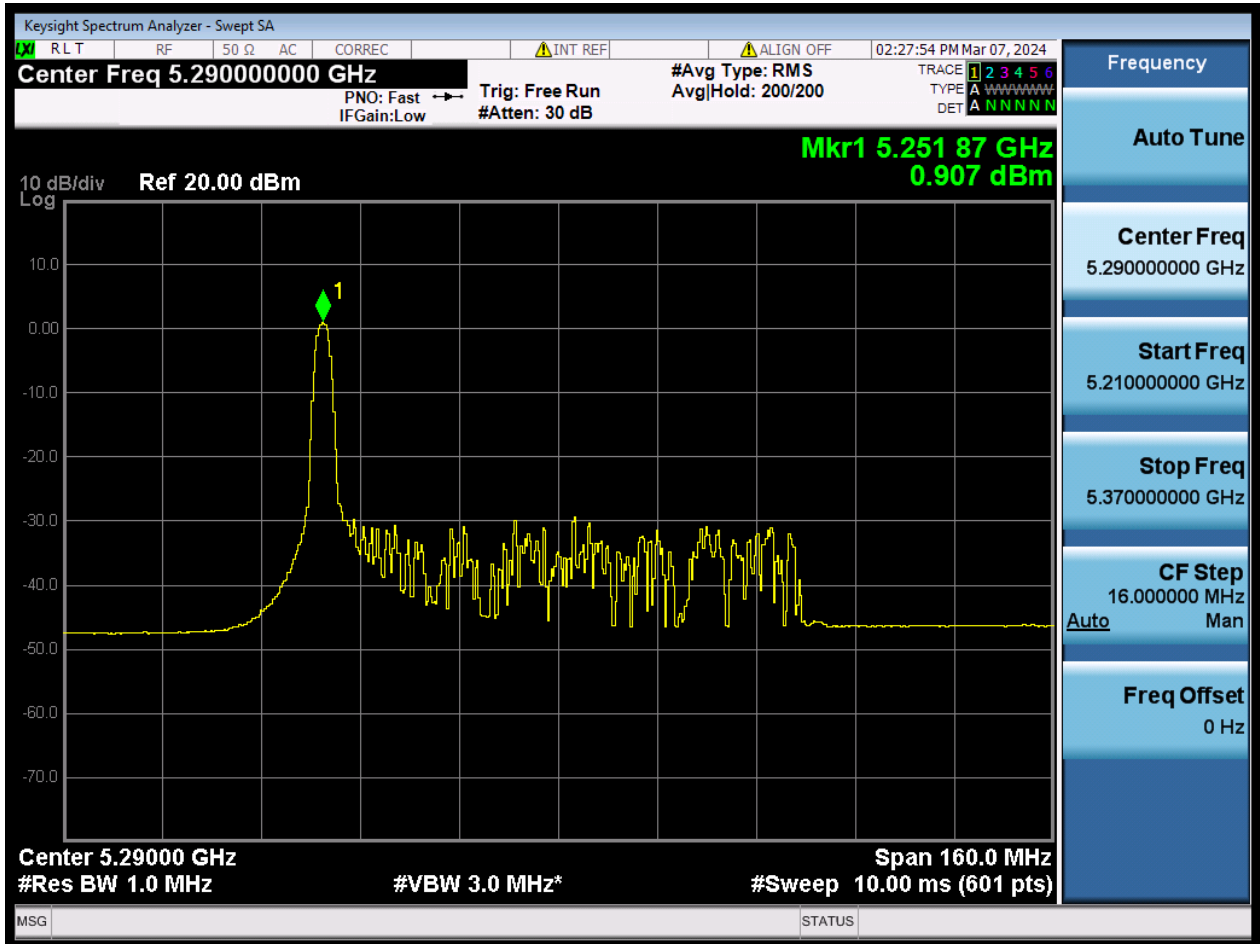 Keysight Spectrum Analyzer - Swept SA
LXI RLT RF 50 Ω AC CORREC INT REF ALIGN OFF 02:27:54 PM Mar 07, 2024
Center Freq 5.290000000 GHz
PNO: Fast
IFGain:Low
Trig: Free Run
#Atten: 30 dB
#Avg Type: RMS
Avg|Hold: 200/200
TRACE 1 2 3 4 5 6
TYPE A WWWWW
DET A N N N N N
Mkr1 5.251 87 GHz
0.907 dBm
10 dB/div Ref 20.00 dBm
Log
1
10.0
0.00
-10.0
-20.0
-30.0
-40.0
-50.0
-60.0
-70.0
Center 5.29000 GHz Span 160.0 MHz
#Res BW 1.0 MHz #VBW 3.0 MHz* #Sweep 10.00 ms (601 pts)
MSG STATUS
Frequency
Auto Tune
Center Freq
5.290000000 GHz
Start Freq
5.210000000 GHz
Stop Freq
5.370000000 GHz
CF Step
16.000000 MHz
Auto Man
Freq Offset
0 Hz